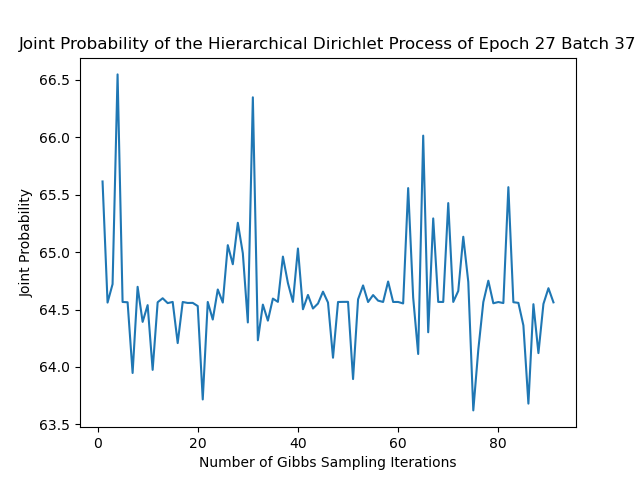 Joint Probability of the Hierarchical Dirichlet Process of Epoch 27 Batch 37
66.5
66.0
65.5
65.0
64.5
64.0
63.5
Joint Probability
0 20 40 60 80
Number of Gibbs Sampling Iterations